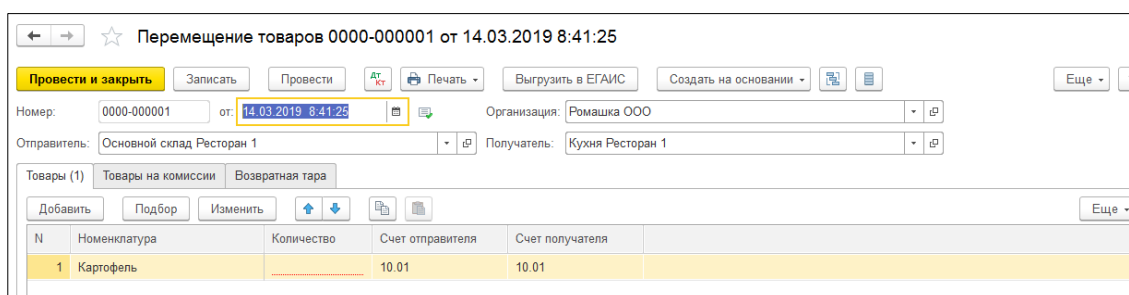 Перемещение товаров 0000-000001 от 14.03.2019 8:41:25
Провести и закрыть Записать Провести Дт Кт Печать Выгрузить в ЕГАИС Создать на основании Еще
Номер: 0000-000001 от: 14.03.2019 8:41:25 Организация: Ромашка ООО
Отправитель: Основной склад Ресторан 1 Получатель: Кухня Ресторан 1
Товары (1) Товары на комиссии Возвратная тара
Добавить Подбор Изменить Еще
N Номенклатура Количество Счет отправителя Счет получателя
1 Картофель 10.01 10.01